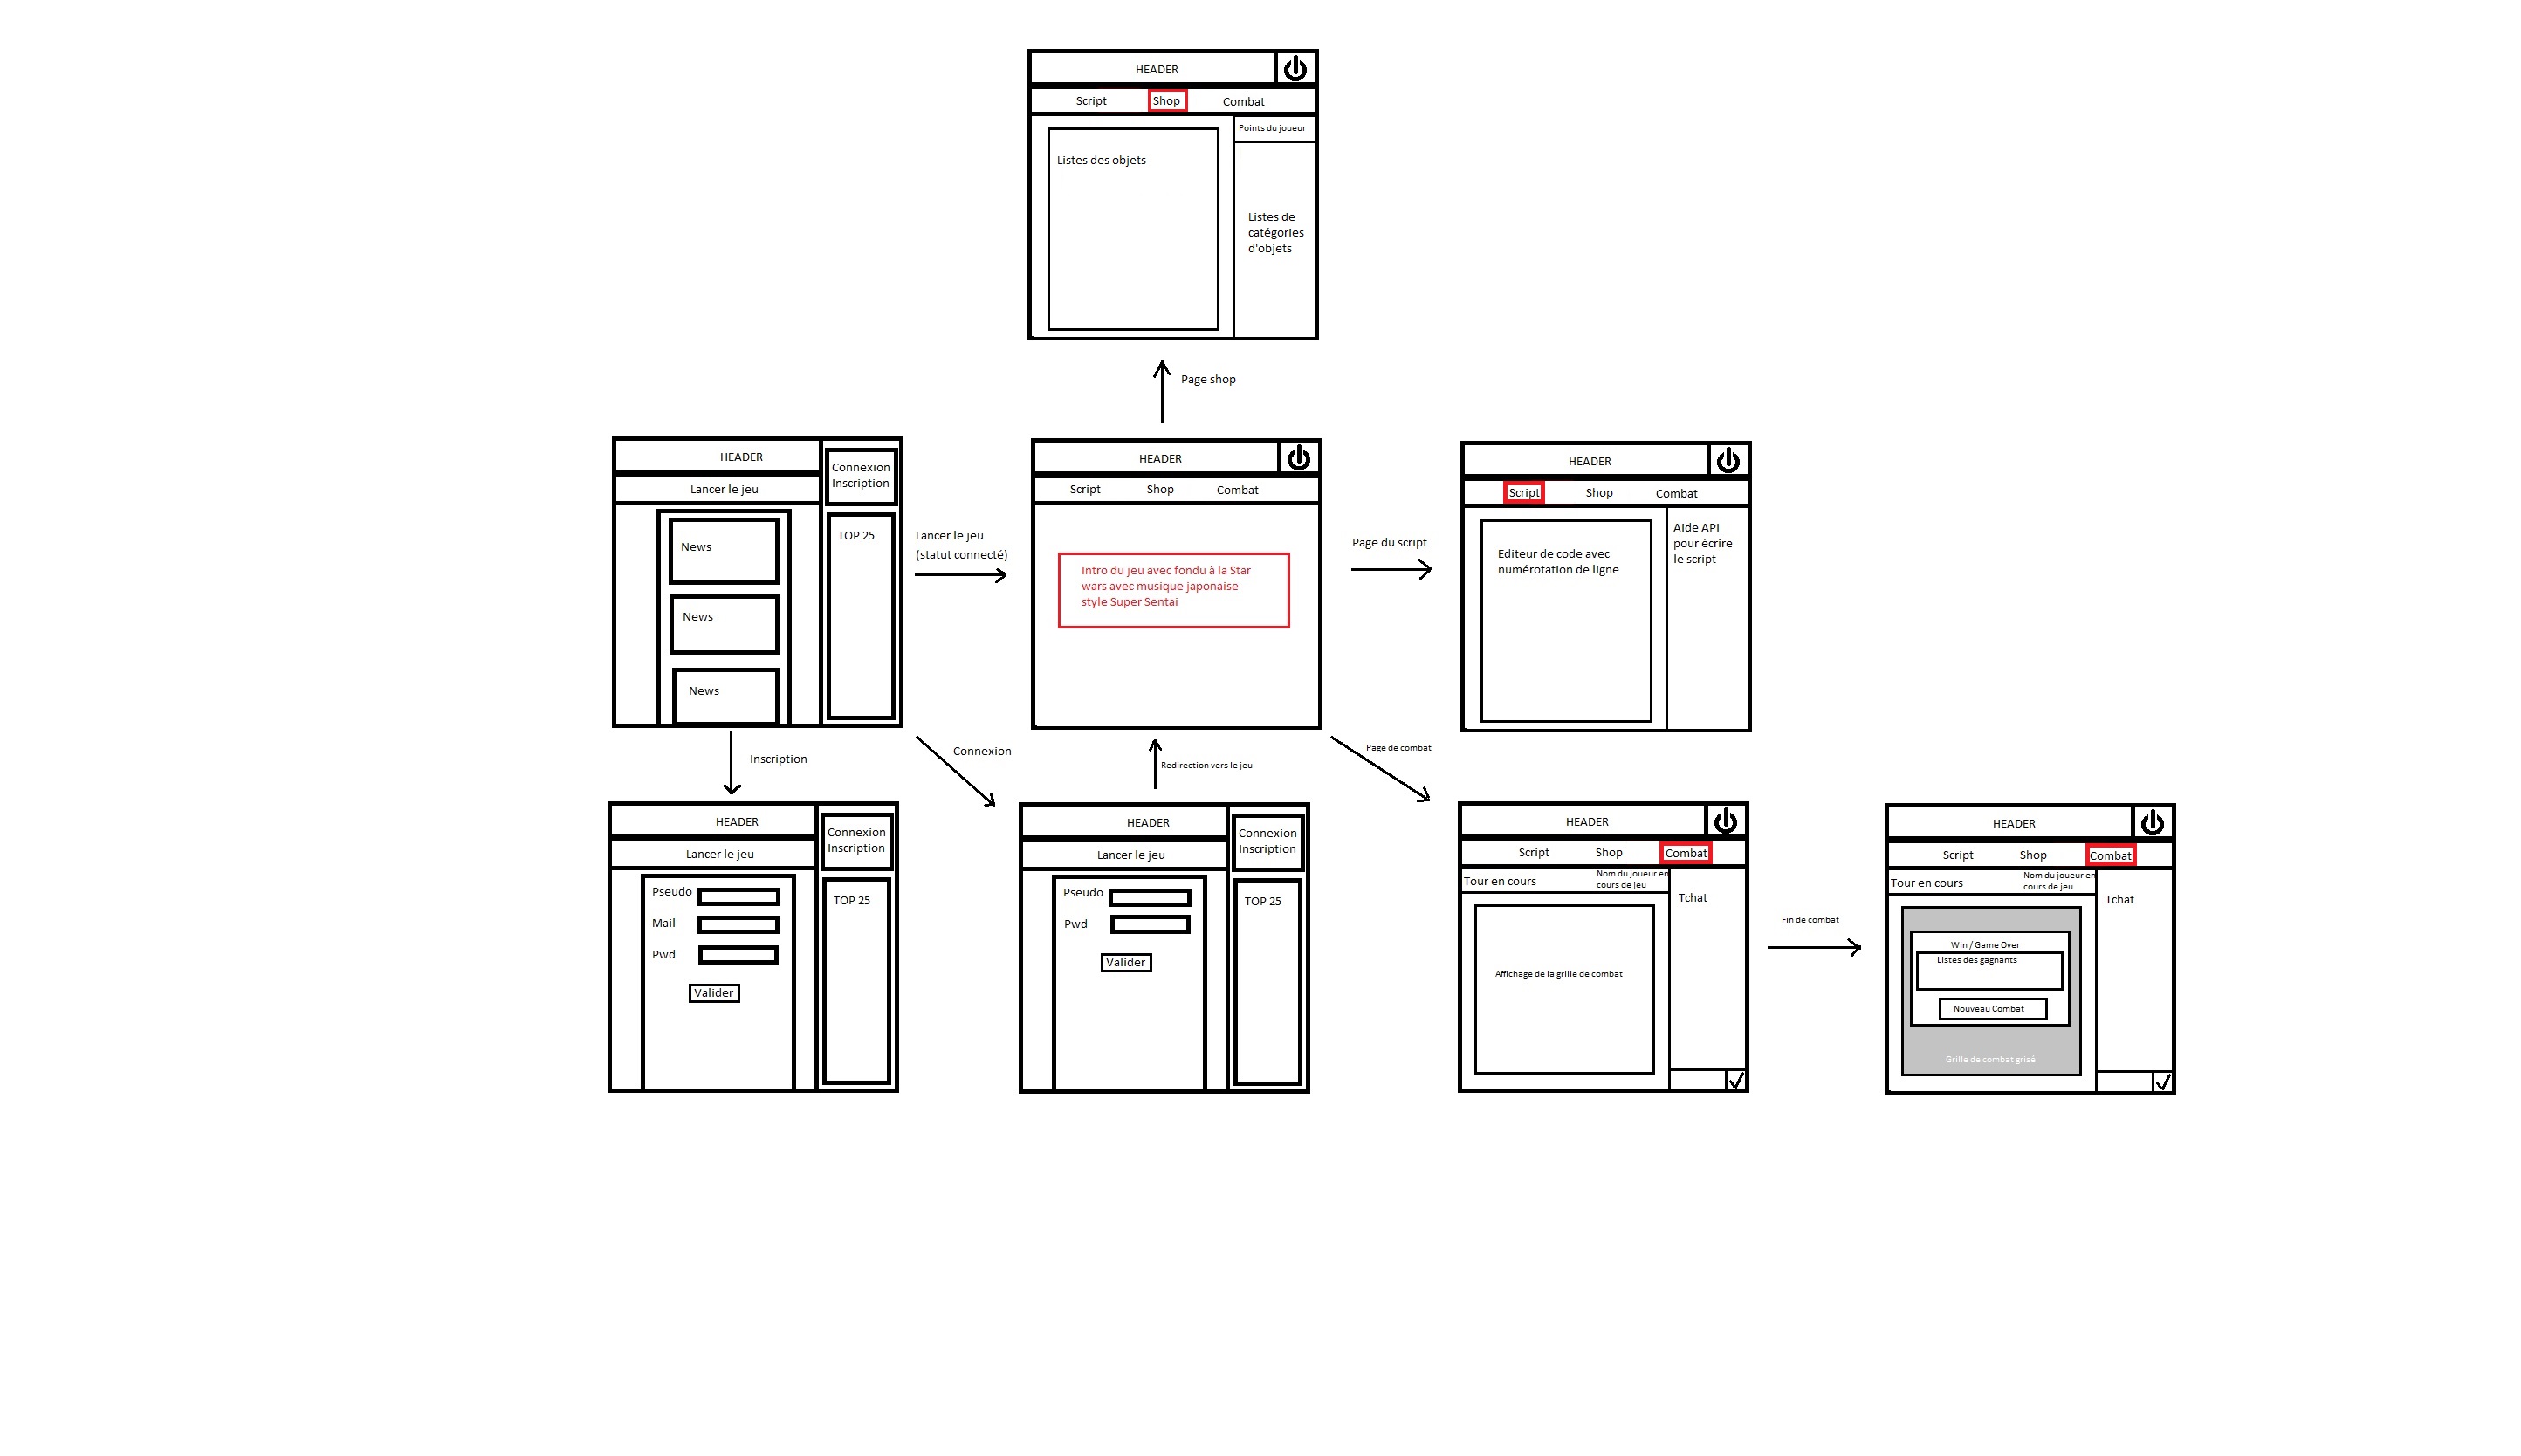 HEADER
Script Shop Combat
Points du joueur
Listes des objets
Listes de
catégories
d'objets
Page shop
HEADER
Connexion
Inscription
Lancer le jeu
News
News
News
TOP 25
Lancer le jeu
(statut connecté)
HEADER
Script Shop Combat
Intro du jeu avec fondu à la Star
wars avec musique japonaise
style Super Sentai
Page du script
HEADER
Script Shop Combat
Editeur de code avec
numérotation de ligne
Aide API
pour écrire
le script
Inscription
Connexion
Redirection vers le jeu
Page de combat
HEADER
Connexion
Inscription
Lancer le jeu
Pseudo
Mail
Pwd
Valider
TOP 25
HEADER
Connexion
Inscription
Lancer le jeu
Pseudo
Pwd
Valider
TOP 25
HEADER
Script Shop Combat
Tour en cours
Nom du joueur en
cours de jeu
Tchat
Affichage de la grille de combat
Fin de combat
HEADER
Script Shop Combat
Tour en cours
Nom du joueur en
cours de jeu
Tchat
Win / Game Over
Listes des gagnants
Nouveau Combat
Grille de combat grisé